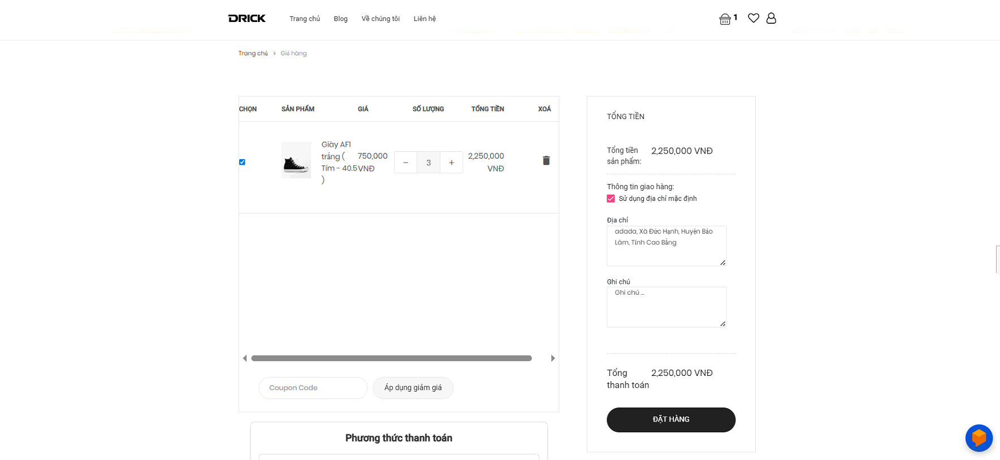 DRICK Trang chủ Blog Về chúng tôi Liên hệ 1
Trang chủ > Giỏ hàng
CHỌN SẢN PHẨM GIÁ SỐ LƯỢNG TỔNG TIỀN XOÁ
Giày AF1
trắng (
Tím - 40.5
)
750,000
VNĐ
− 3 +
2,250,000
VNĐ
Coupon Code Áp dụng giảm giá
Phương thức thanh toán
TỔNG TIỀN
Tổng tiền
sản phẩm:
2,250,000 VNĐ
Thông tin giao hàng:
Sử dụng địa chỉ mặc định
Địa chỉ
adada, Xã Đức Hạnh, Huyện Bảo
Lâm, Tỉnh Cao Bằng
Ghi chú
Ghi chú ...
Tổng
thanh toán
2,250,000 VNĐ
ĐẶT HÀNG